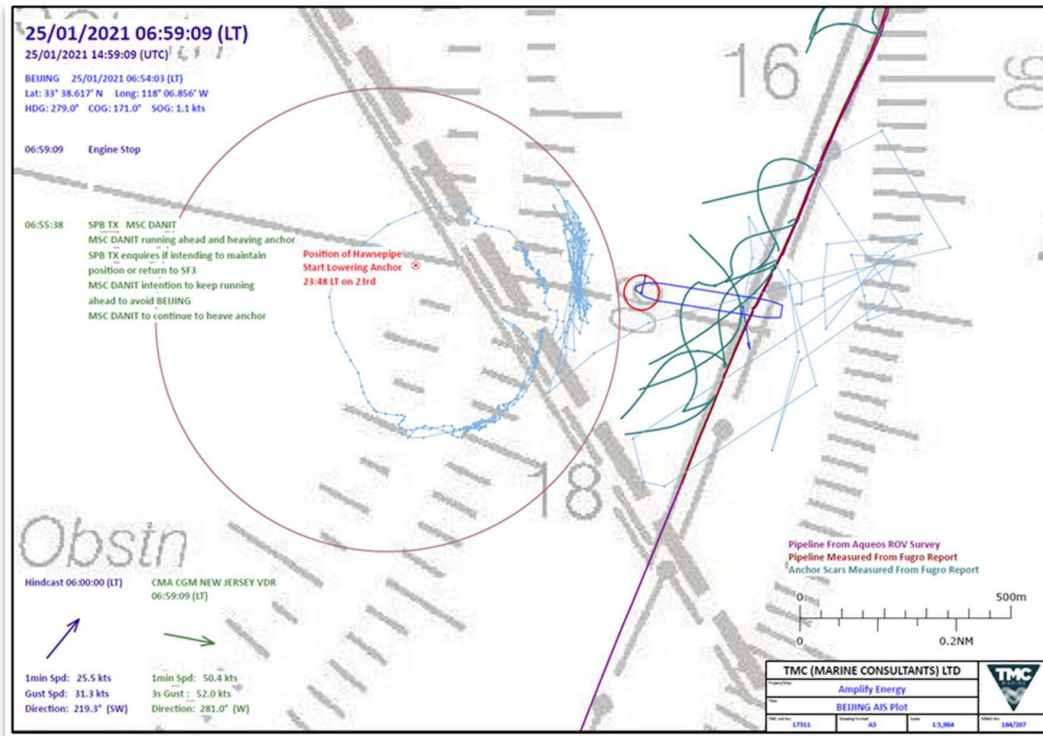 25/01/2021 06:59:09 (LT)
25/01/2021 14:59:09 (UTC)
BEIJING 25/01/2021 06:54:03 (LT)
Lat: 33° 38.617' N Long: 118° 06.856' W
HDG: 279.0° COG: 171.0° SOG: 1.1 kts
06:59:09 Engine Stop
06:55:38 SPB TX MSC DANIT
MSC DANIT running ahead and heaving anchor
SPB TX enquires if intending to maintain
position or return to SF3
MSC DANIT intention to keep running
ahead to avoid BEIJING
MSC DANIT to continue to heave anchor
Position of Hawsepipe
Start Lowering Anchor
23:48 LT on 23rd
16
18
Obstn
Hindcast 06:00:00 (LT)
1min Spd: 25.5 kts
Gust Spd: 31.3 kts
Direction: 219.3° (SW)
CMA CGM NEW JERSEY VDR
06:59:09 (LT)
1min Spd: 50.4 kts
3s Gust : 52.0 kts
Direction: 281.0° (W)
Pipeline From Aqueos ROV Survey
Pipeline Measured From Fugro Report
Anchor Scars Measured From Fugro Report
0 500m
0 0.2NM
TMC (MARINE CONSULTANTS) LTD
Amplify Energy
BEIJING AIS Plot
17311 A3 1:5,984 184/207
TMC